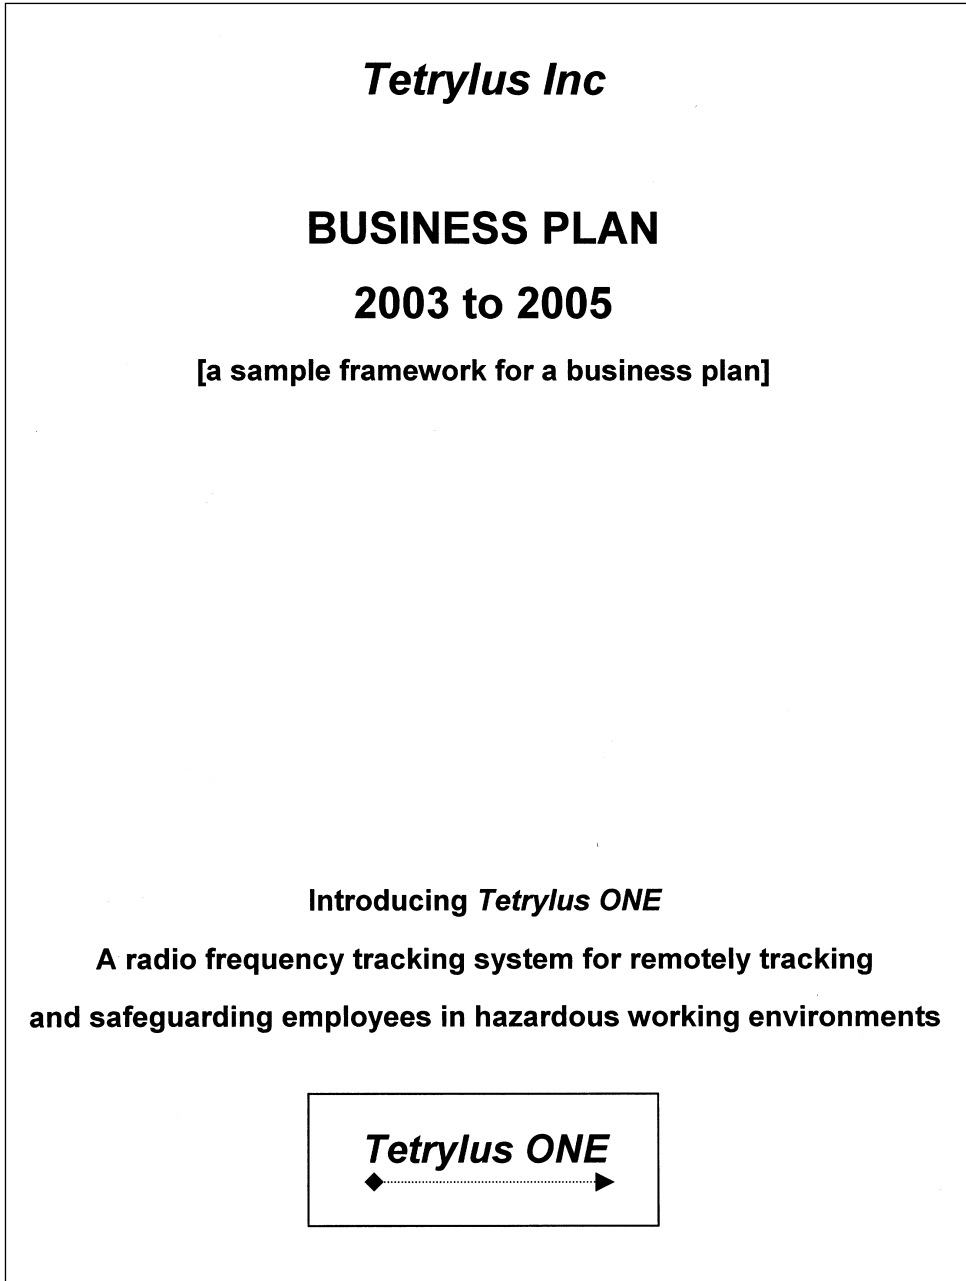 Tetrylus Inc
BUSINESS PLAN
2003 to 2005
[a sample framework for a business plan]
Introducing Tetrylus ONE
A radio frequency tracking system for remotely tracking
and safeguarding employees in hazardous working environments
Tetrylus ONE